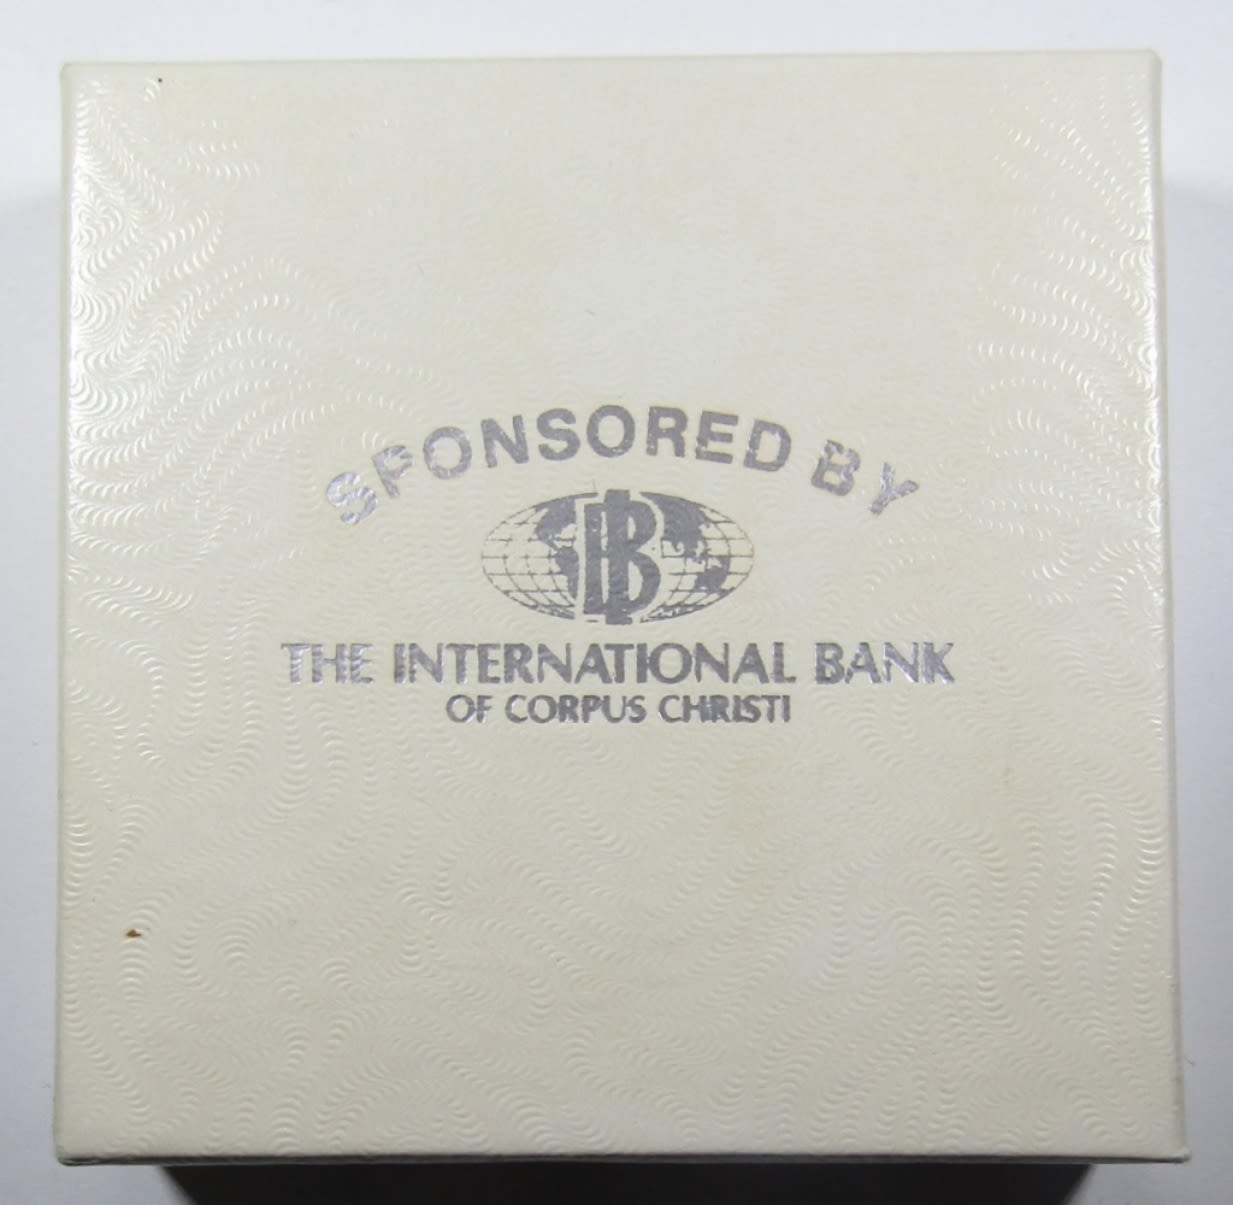 SPONSORED BY
IB
THE INTERNATIONAL BANK
OF CORPUS CHRISTI